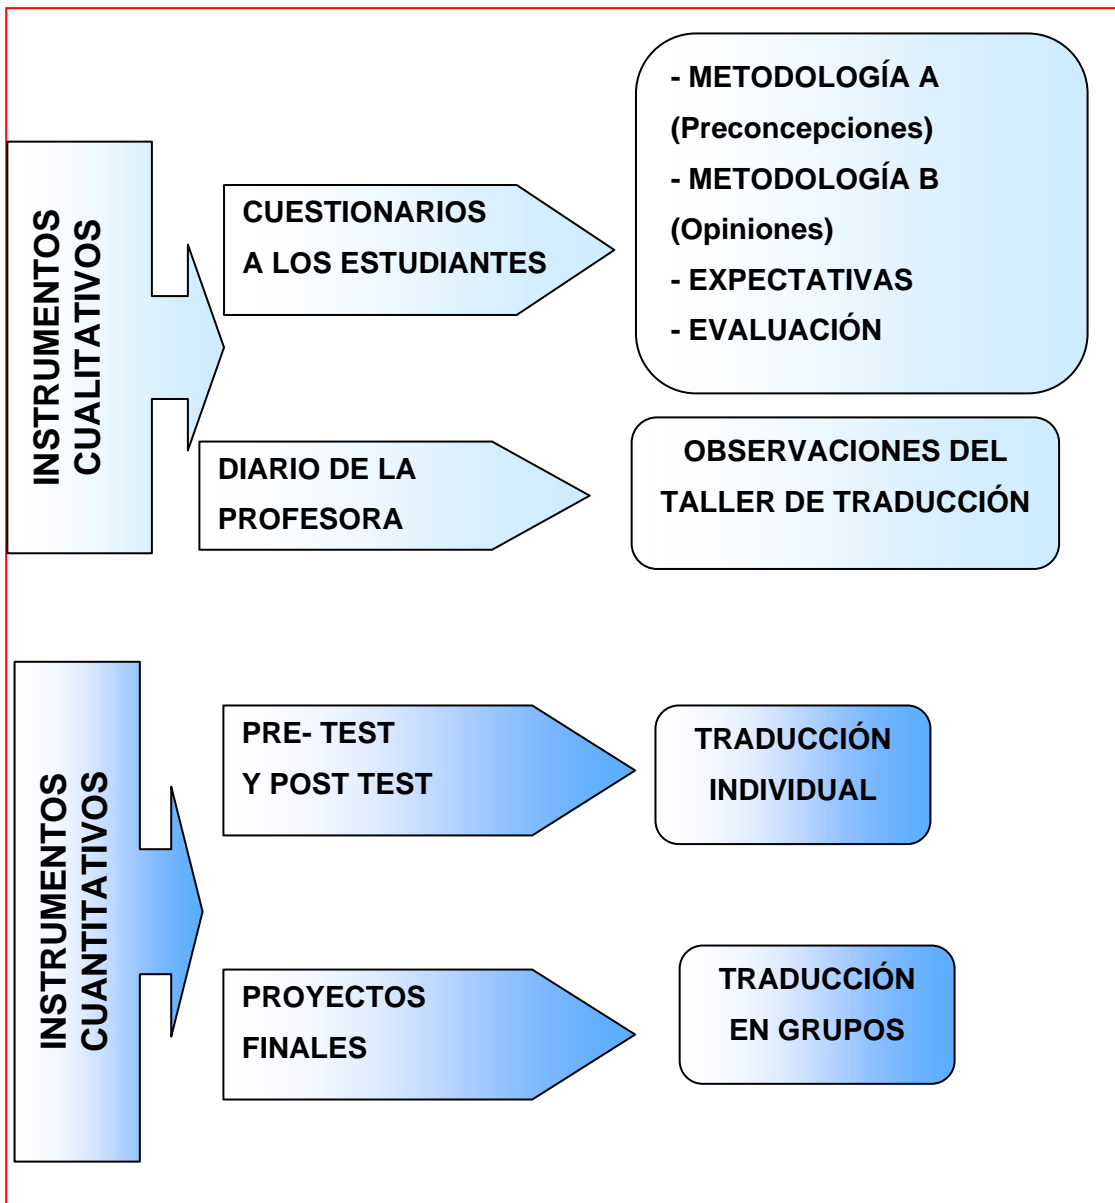 INSTRUMENTOS
CUALITATIVOS
CUESTIONARIOS
A LOS ESTUDIANTES
- METODOLOGÍA A
(Preconcepciones)
- METODOLOGÍA B
(Opiniones)
- EXPECTATIVAS
- EVALUACIÓN
DIARIO DE LA
PROFESORA
OBSERVACIONES DEL
TALLER DE TRADUCCIÓN
INSTRUMENTOS
CUANTITATIVOS
PRE- TEST
Y POST TEST
TRADUCCIÓN
INDIVIDUAL
PROYECTOS
FINALES
TRADUCCIÓN
EN GRUPOS